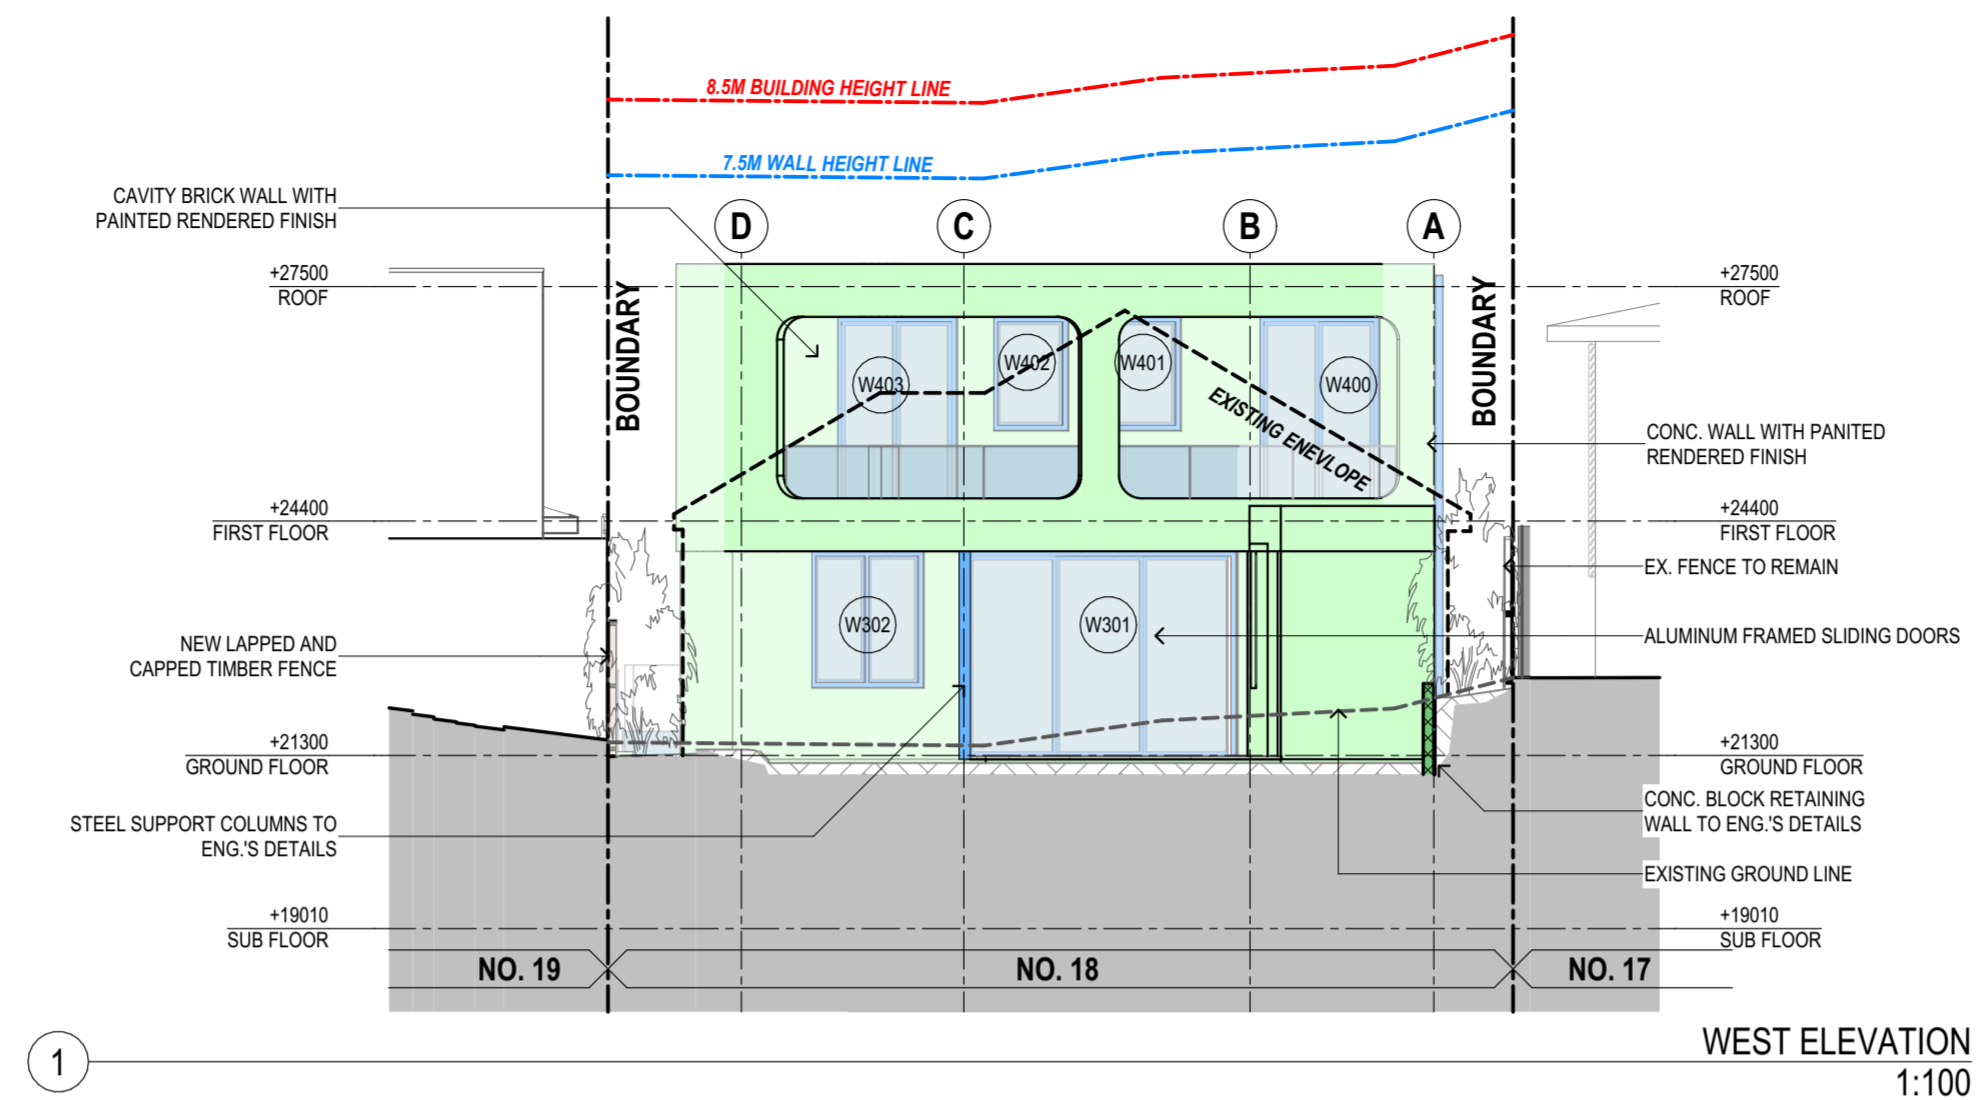 8.5M BUILDING HEIGHT LINE
7.5M WALL HEIGHT LINE
CAVITY BRICK WALL WITH
PAINTED RENDERED FINISH
D
C
B
A
+27500
ROOF
BOUNDARY
BOUNDARY
+27500
ROOF
W403
W402
W401
W400
EXISTING ENEVLOPE
CONC. WALL WITH PANITED
RENDERED FINISH
+24400
FIRST FLOOR
+24400
FIRST FLOOR
EX. FENCE TO REMAIN
W302
W301
ALUMINUM FRAMED SLIDING DOORS
NEW LAPPED AND
CAPPED TIMBER FENCE
+21300
GROUND FLOOR
+21300
GROUND FLOOR
CONC. BLOCK RETAINING
WALL TO ENG.'S DETAILS
STEEL SUPPORT COLUMNS TO
ENG.'S DETAILS
EXISTING GROUND LINE
+19010
SUB FLOOR
+19010
SUB FLOOR
NO. 19
NO. 18
NO. 17
1
WEST ELEVATION
1:100